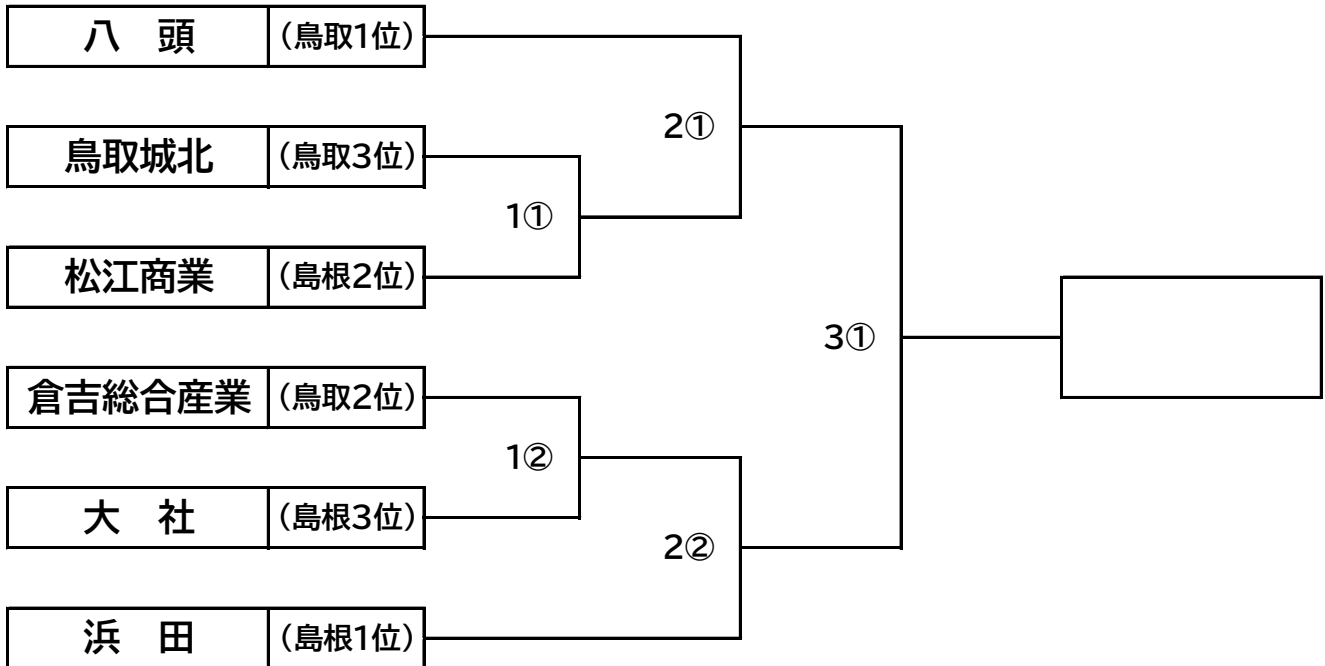 八　頭 (鳥取1位)
2①
鳥取城北 (鳥取3位)
1①
松江商業 (島根2位)
3①
倉吉総合産業 (鳥取2位)
1②
大　社 (島根3位)
2②
浜　田 (島根1位)